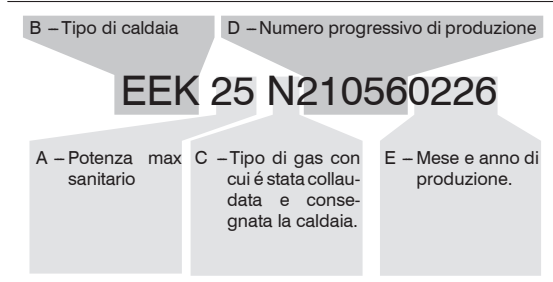 B – Tipo di caldaia D – Numero progressivo di produzione
EEK 25 N210560226
A – Potenza max sanitario
C – Tipo di gas con cui é stata collau-
data e conse-
gnata la caldaia.
E – Mese e anno di produzione.